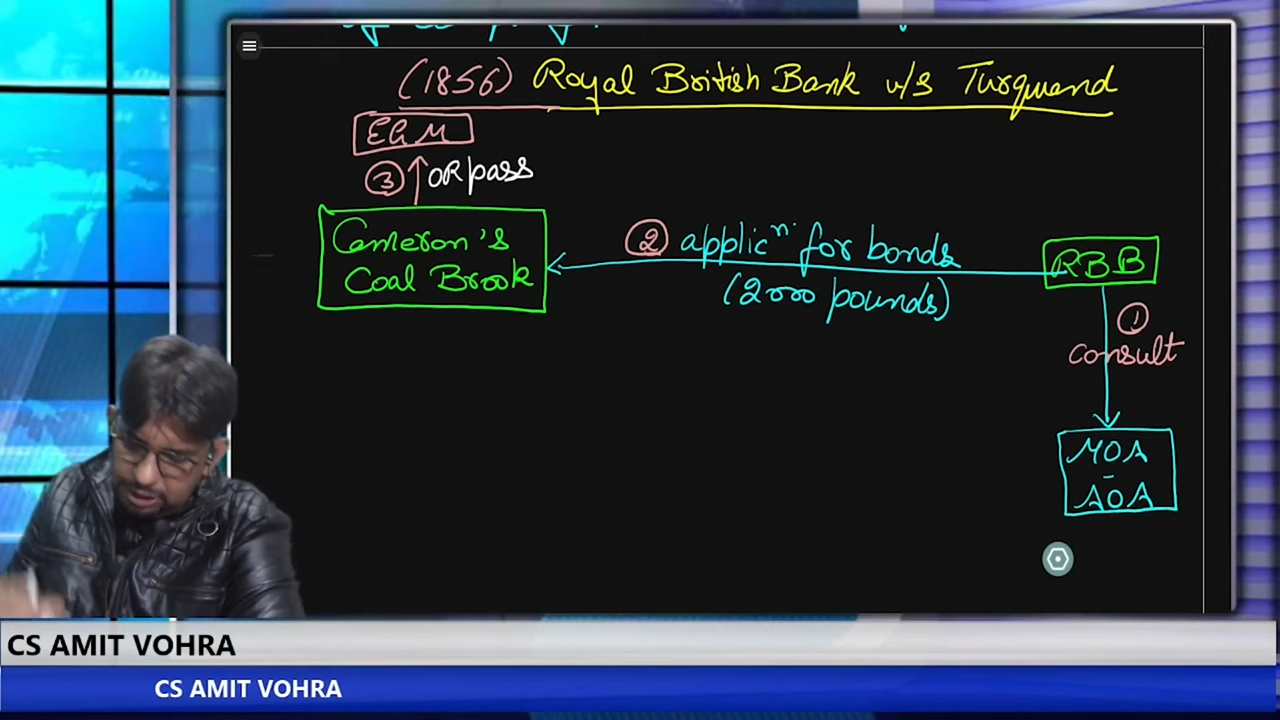 (1856) Royal British Bank v/s Turquand
EGM
③ OR pass
Cameron's
Coal Brook
② applicⁿ. for bonds
(2000 pounds)
RBB
①
consult
MOA
-
AOA
CS AMIT VOHRA
CS AMIT VOHRA